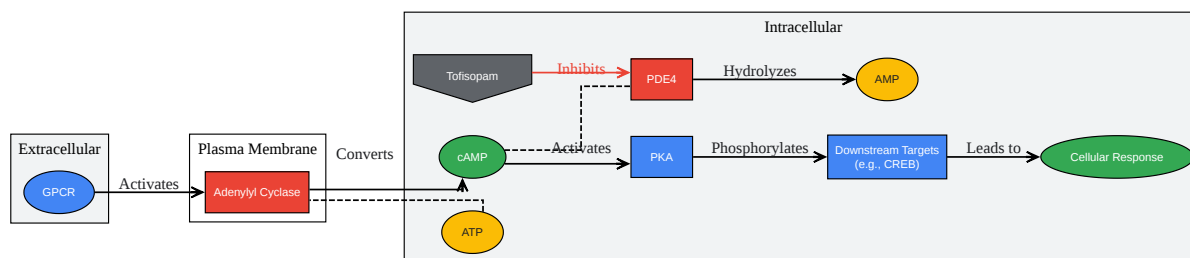 Intracellular
Tofisopam
Inhibits
PDE4
Hydrolyzes
AMP
Extracellular
GPCR
Activates
Plasma Membrane
Adenylyl Cyclase
Converts
cAMP
Activates
PKA
Phosphorylates
Downstream Targets
(e.g., CREB)
Leads to
Cellular Response
ATP